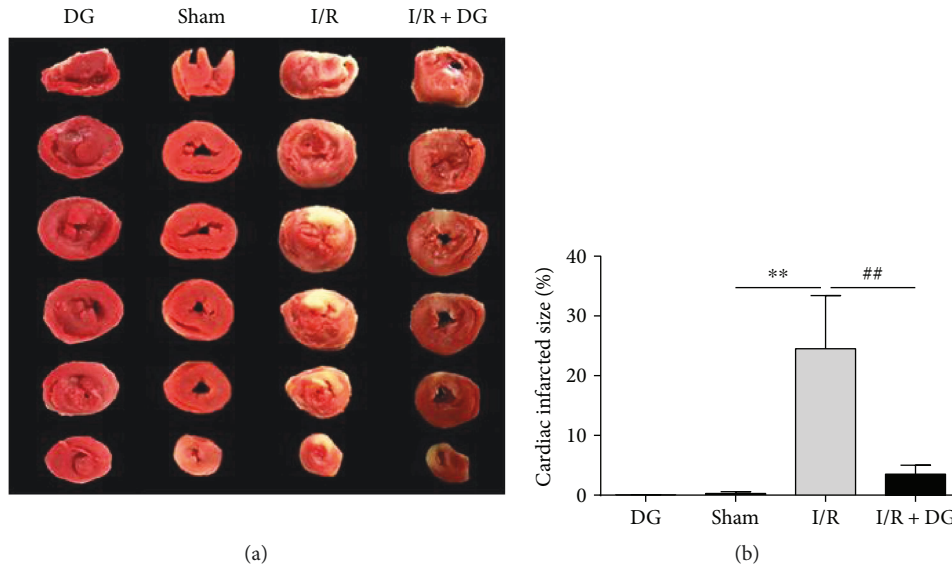 DG Sham I/R I/R + DG
(a)
Cardiac infarcted size (%)
40
30
20
10
0
** ##
DG Sham I/R I/R + DG
(b)